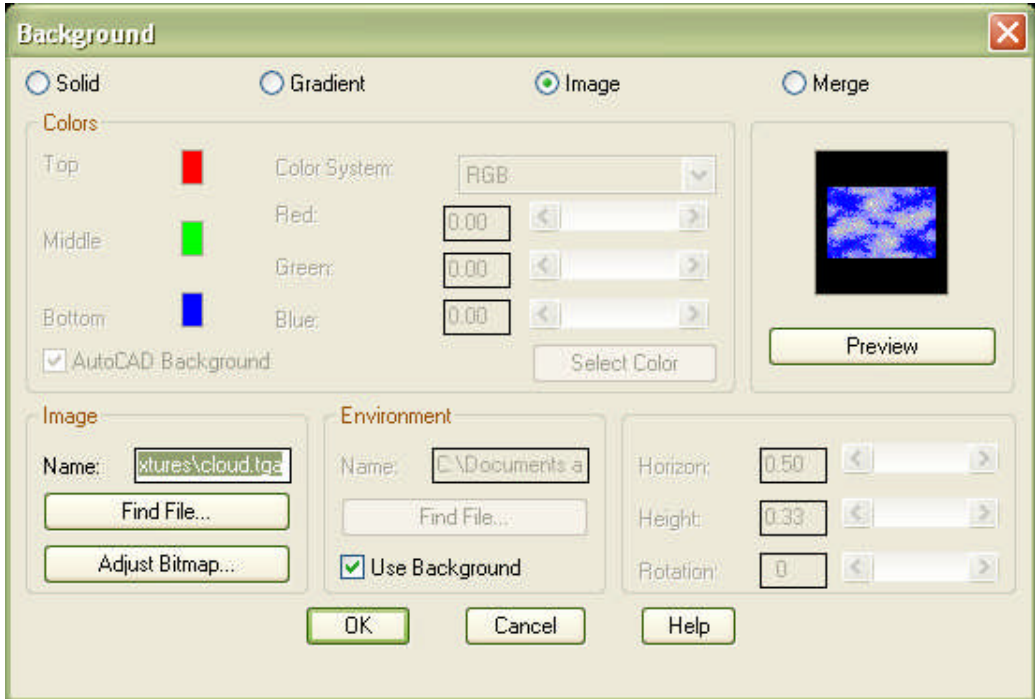 Background
Solid Gradient Image Merge
Colors
Top Color System: RGB
Red: 0.00
Middle
Green: 0.00
Bottom Blue: 0.00
AutoCAD Background Select Color
Preview
Image Environment
Name: xtures\cloud.tga Name: C:\Documents a Horizon: 0.50
Find File... Find File... Height: 0.33
Adjust Bitmap... Use Background Rotation: 0
OK Cancel Help